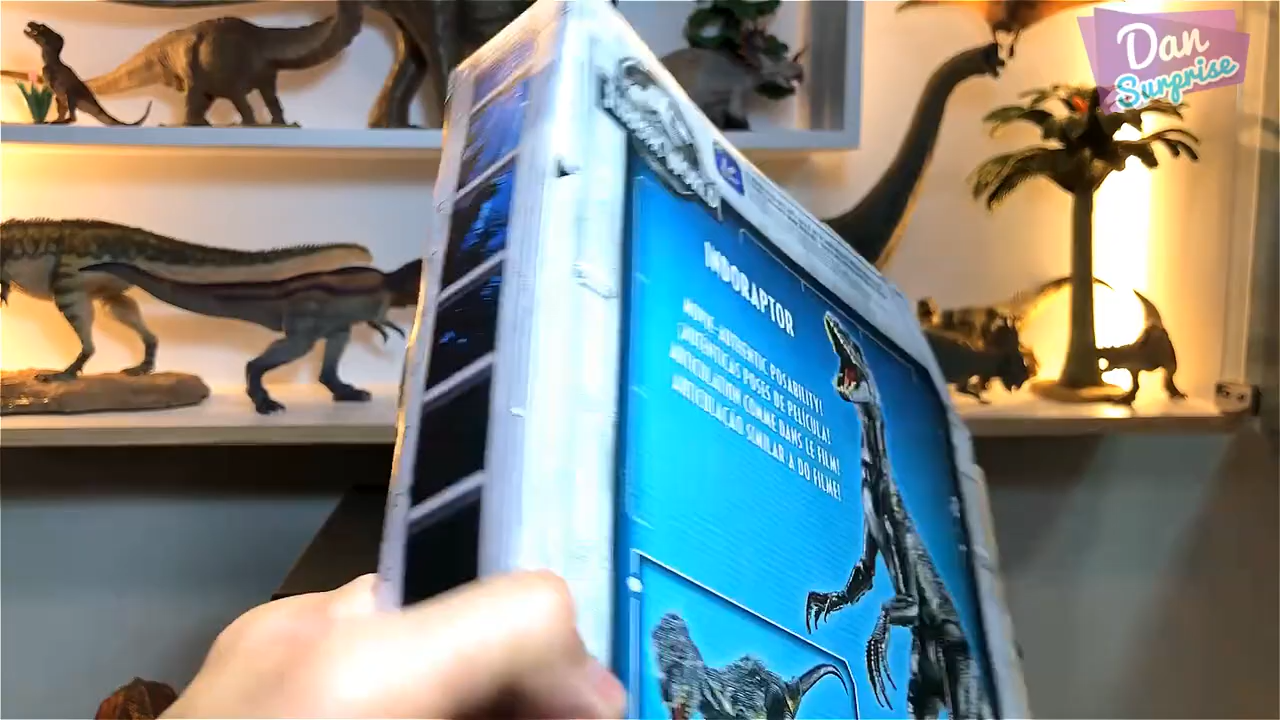 Dan
Surprise
INDORAPTOR
MOVIE-AUTHENTIC POSABILITY!
¡AUTÉNTICAS POSES DE PELÍCULA!
ARTICULATION COMME DANS LE FILM!
ARTICULAÇÃO SIMILAR À DO FILME!